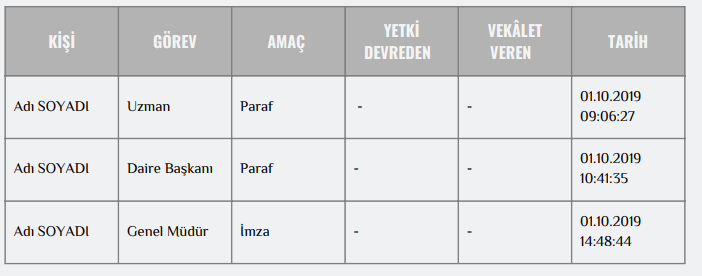 KİŞİ GÖREV AMAÇ YETKİ DEVREDEN VEKÂLET VEREN TARİH
Adı SOYADI Uzman Paraf - - 01.10.2019 09:06:27
Adı SOYADI Daire Başkanı Paraf - - 01.10.2019 10:41:35
Adı SOYADI Genel Müdür İmza - - 01.10.2019 14:48:44